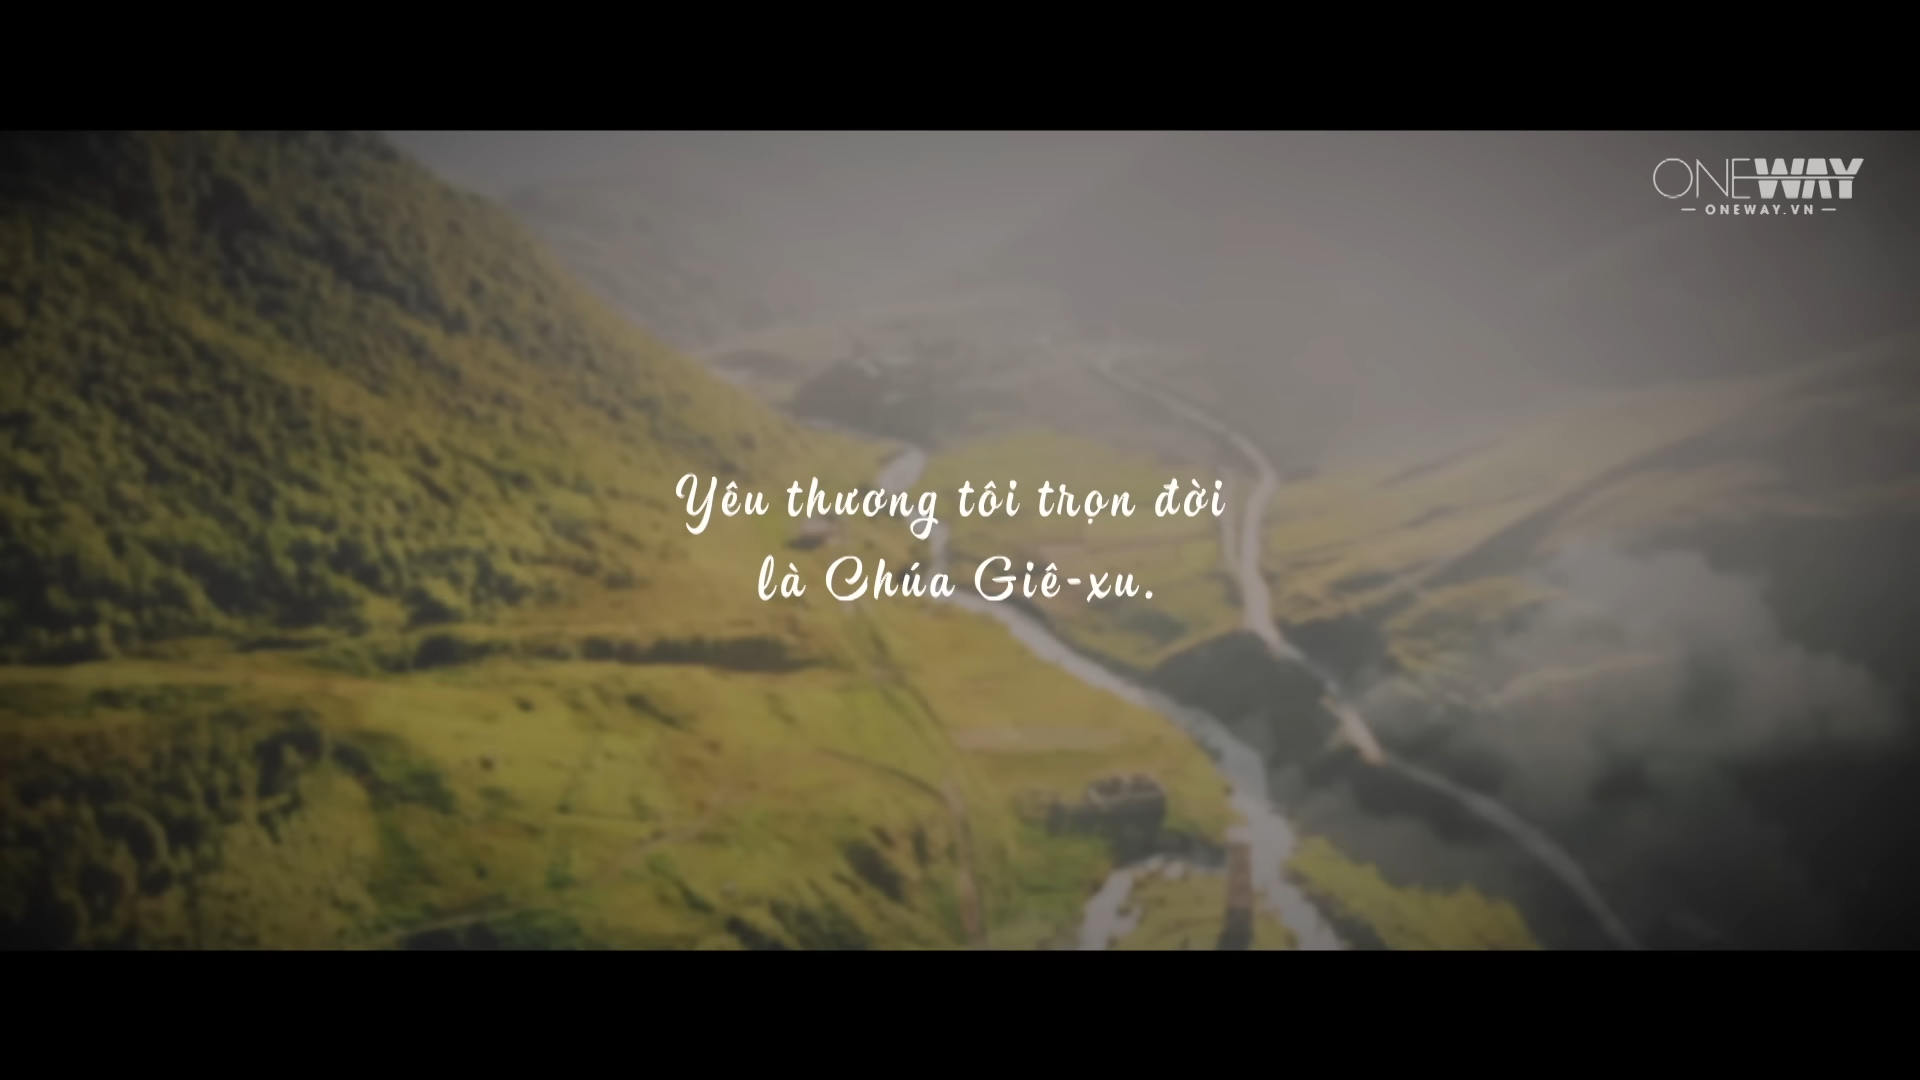 ONEWAY
— ONEWAY.VN —
Yêu thương tôi trọn đời
là Chúa Giê-xu.